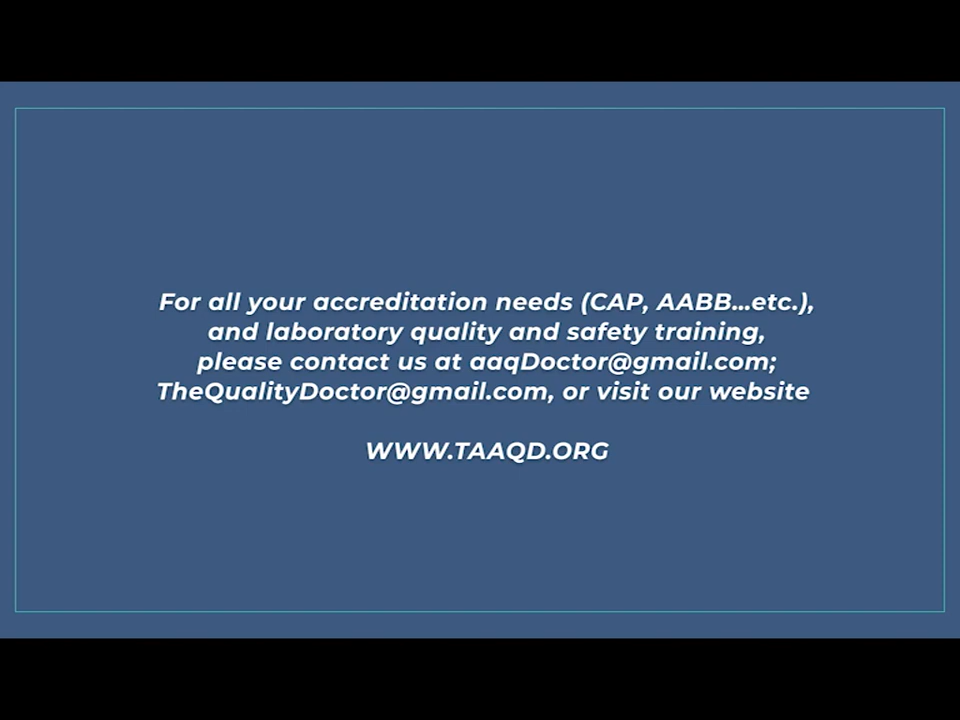 For all your accreditation needs (CAP, AABB...etc.),
and laboratory quality and safety training,
please contact us at aaqDoctor@gmail.com;
TheQualityDoctor@gmail.com, or visit our website
WWW.TAAQD.ORG